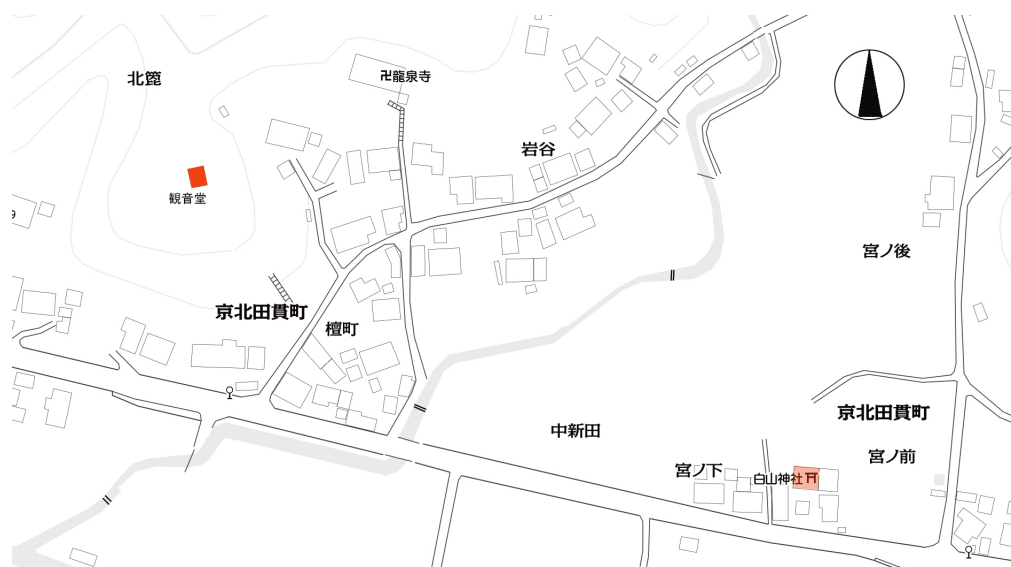 北篦
卍龍泉寺
岩谷
観音堂
9
宮ノ後
京北田貫町
檀町
京北田貫町
中新田
宮ノ前
宮ノ下
白山神社